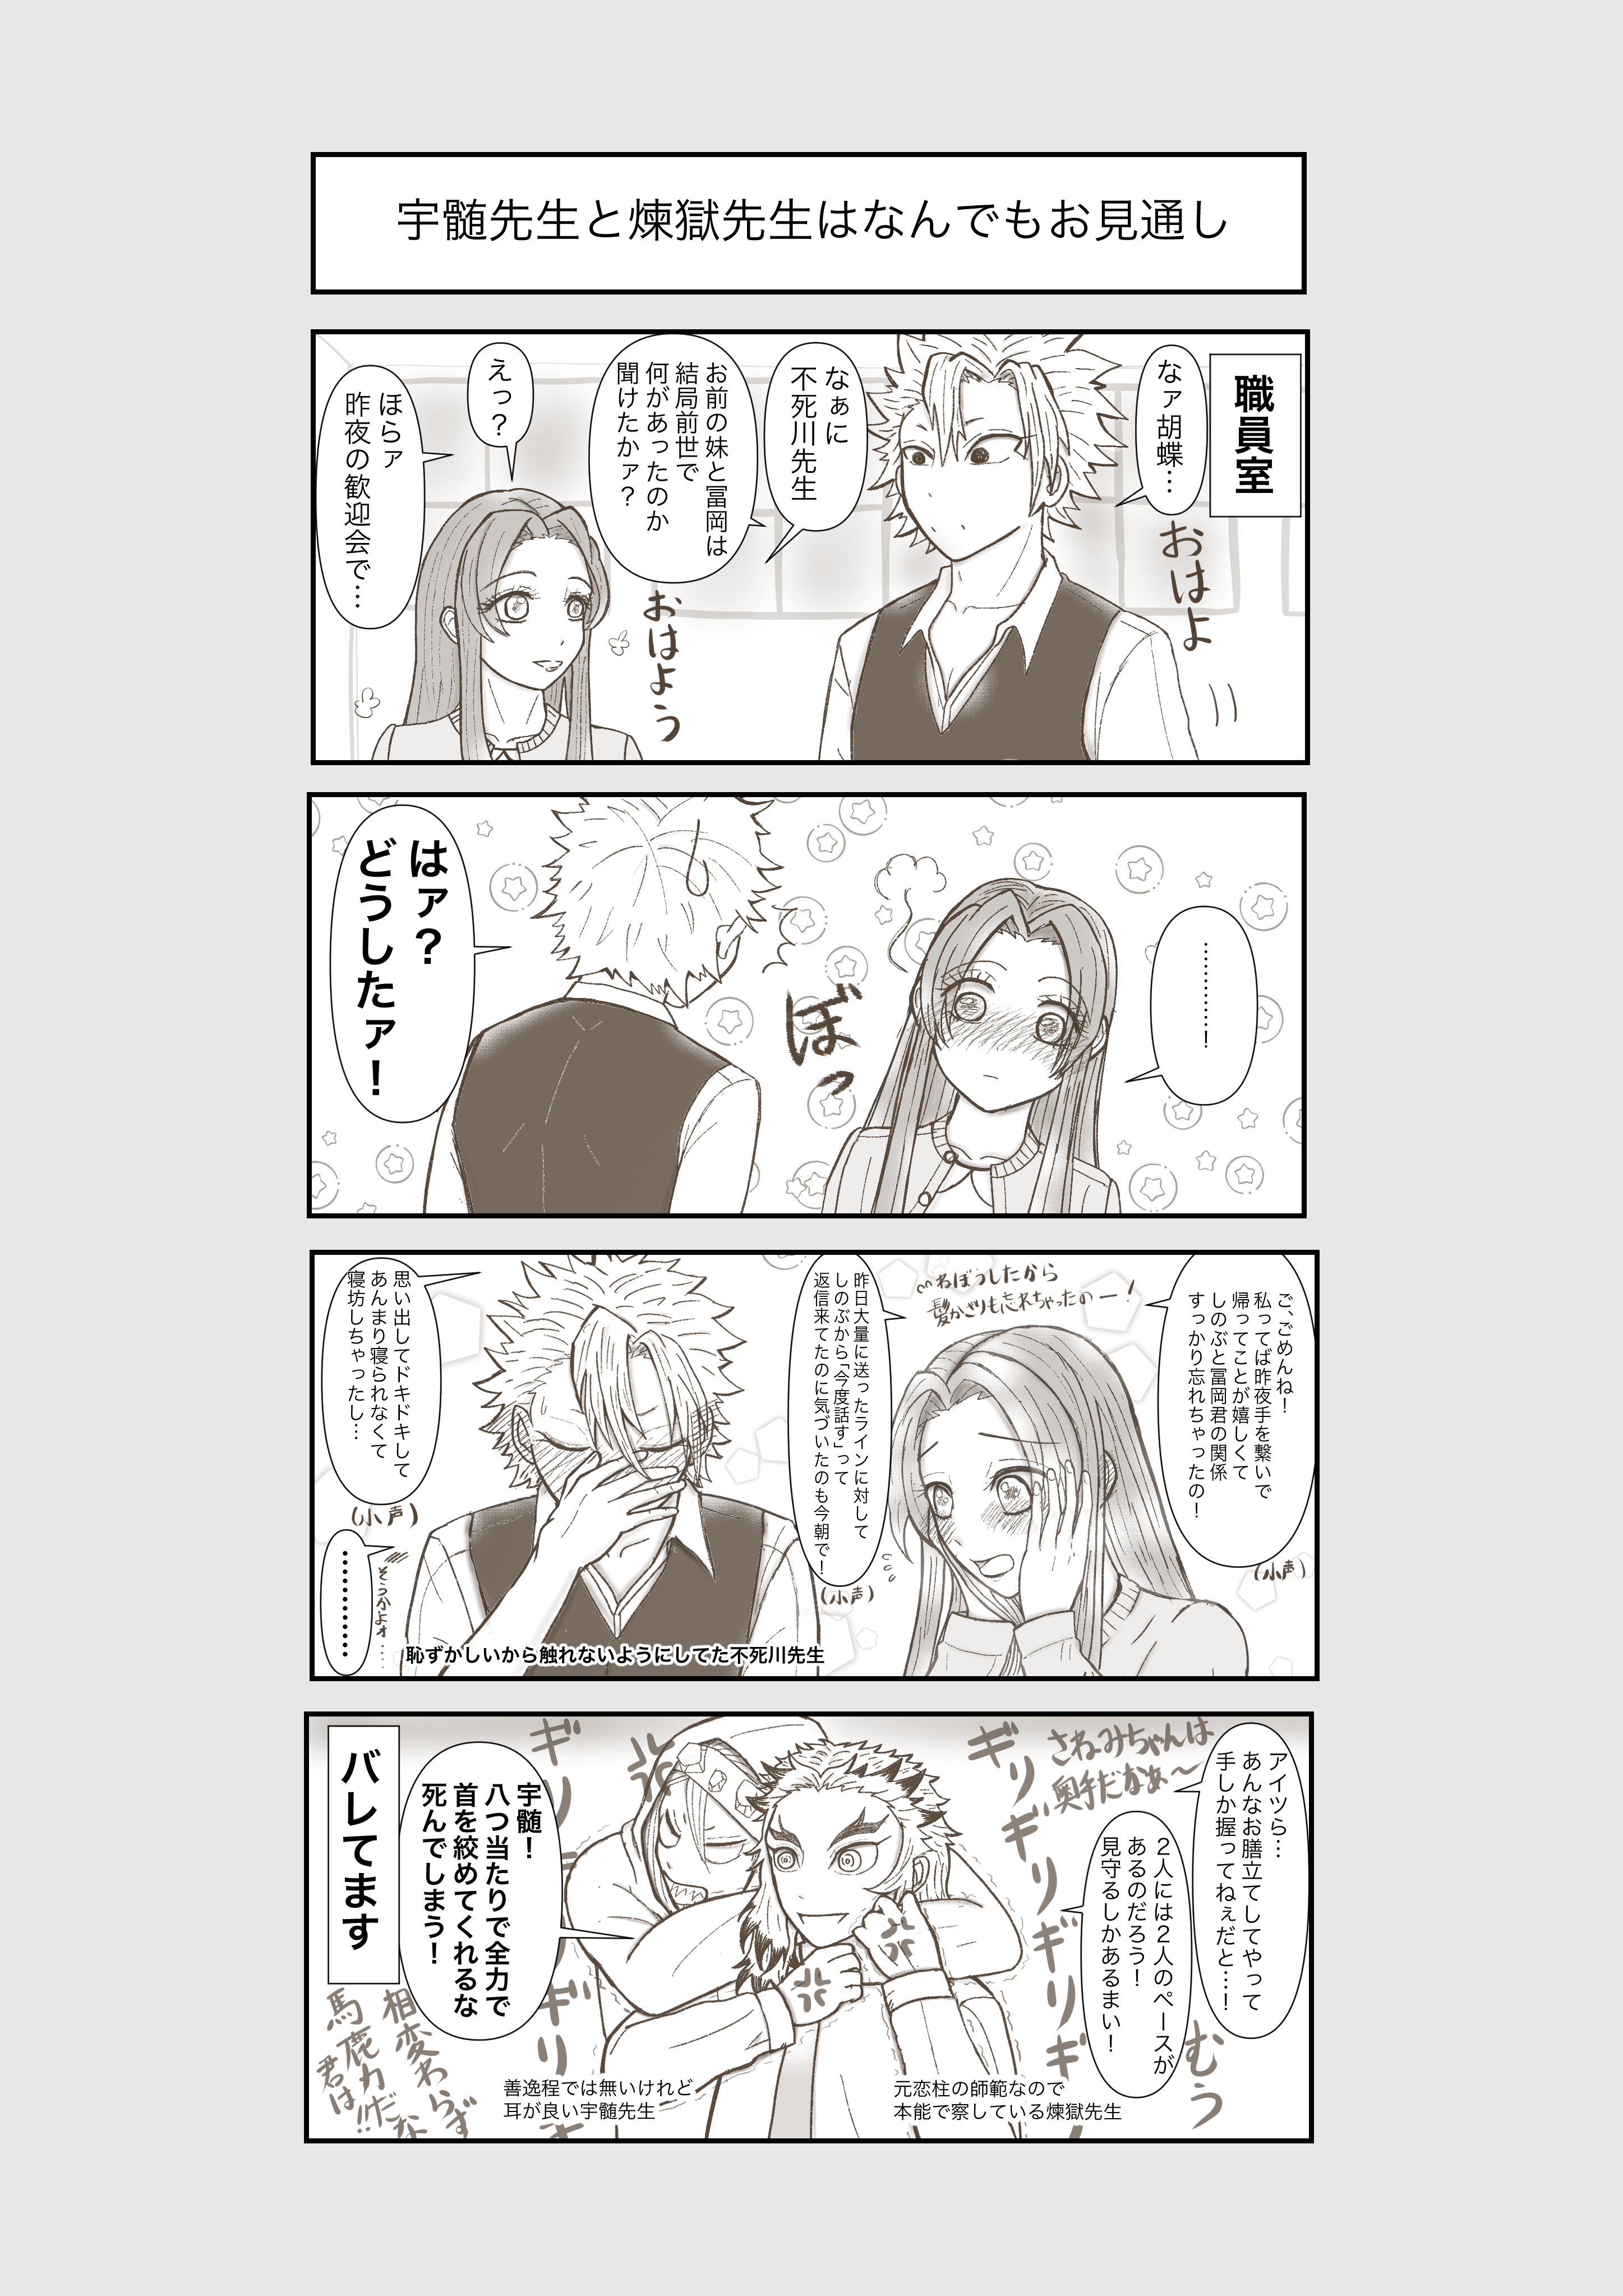 宇髄先生と煉獄先生はなんでもお見通し
職員室
なァ胡蝶…
おはよ
なぁに
不死川先生
お前の妹と冨岡は
結局前世で
何があったのか
聞けたかァ？
おはよう
えっ？
ほらァ
昨夜の歓迎会で…
…………！
ぼっ
はァ？
どうしたァ！
ご､ごめんね！
私ってば昨夜手を繋いで
帰ってことが嬉しくて
しのぶと冨岡君の関係
すっかり忘れちゃったの！
(小声)
ねぼうしたから
髪かざりも忘れちゃったのー！
昨日大量に送ったラインに対して
しのぶから｢今度話す｣って
返信来てたのに気づいたのも今朝で！
(小声)
思い出してドキドキして
あんまり寝られなくて
寝坊しちゃったし…
(小声)
そうかよォ…
…………
恥ずかしいから触れないようにしてた不死川先生
アイツら…
あんなお膳立てしてやって
手しか握ってねぇだと…！
さねみちゃんは
奥手だなぁ〜
2人には2人のペースが
あるのだろう！
見守るしかあるまい！
むう
ギリギリギリギ
元恋柱の師範なので
本能で察している煉獄先生
宇髄！
八つ当たりで全力で
首を絞めてくれるな
死んでしまう！
ギリ
ギリ
善逸程では無いけれど
耳が良い宇髄先生
バレてます
相変わらず
馬鹿力だな
君は!!